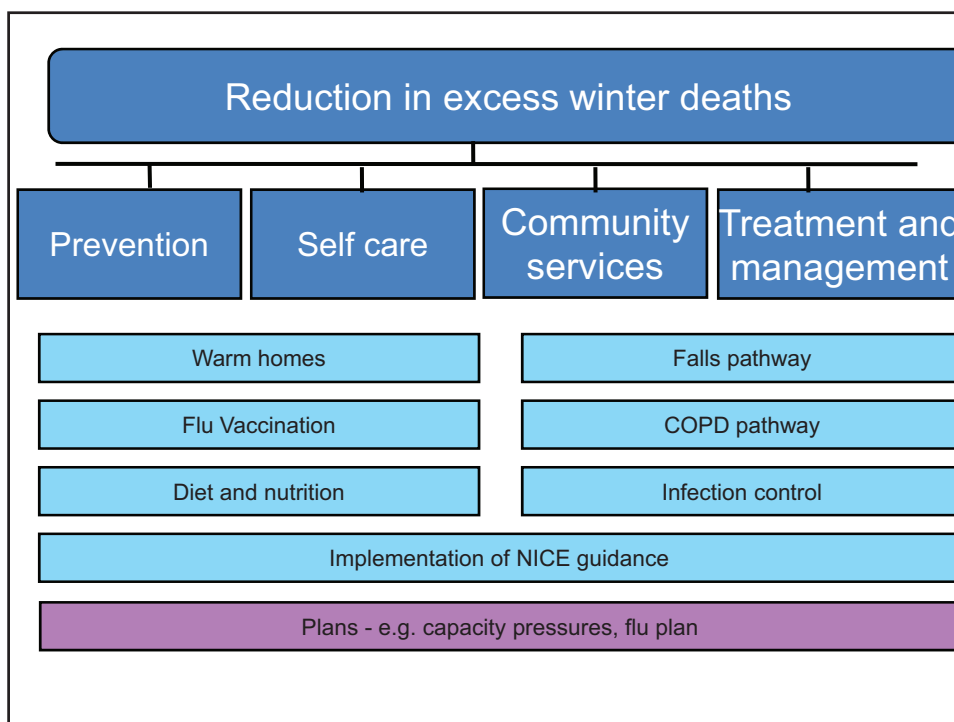 Reduction in excess winter deaths
Prevention
Self care
Community
services
Treatment and
management
Warm homes
Falls pathway
Flu Vaccination
COPD pathway
Diet and nutrition
Infection control
Implementation of NICE guidance
Plans - e.g. capacity pressures, flu plan